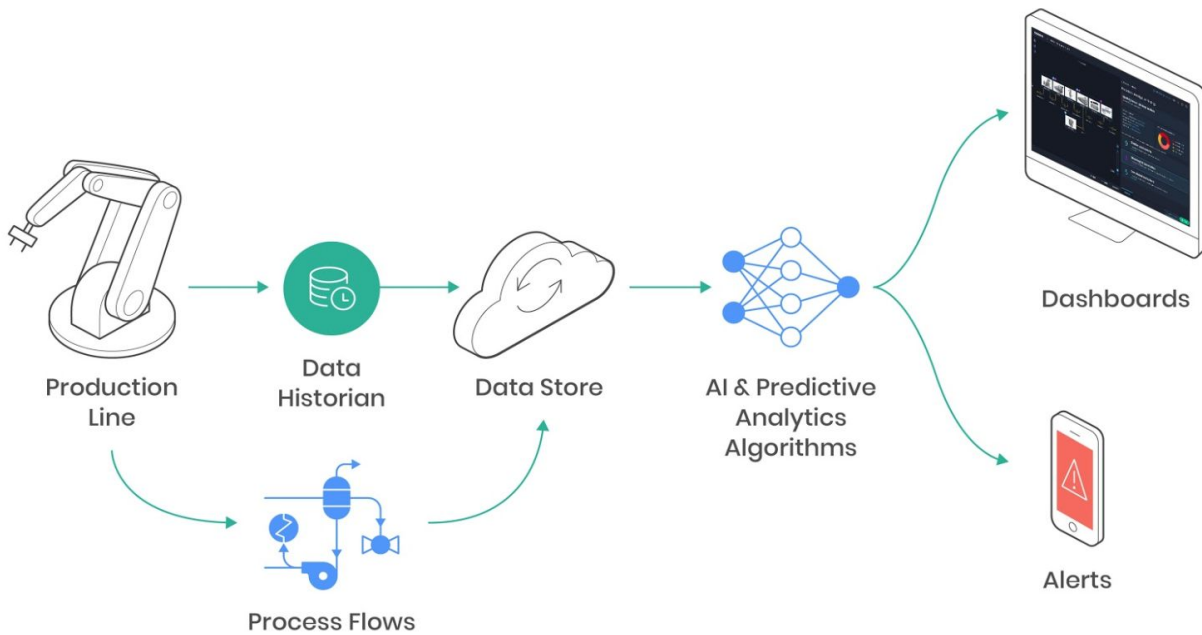 Production
Line
Data
Historian
Data Store
AI & Predictive
Analytics
Algorithms
Dashboards
Process Flows
Alerts